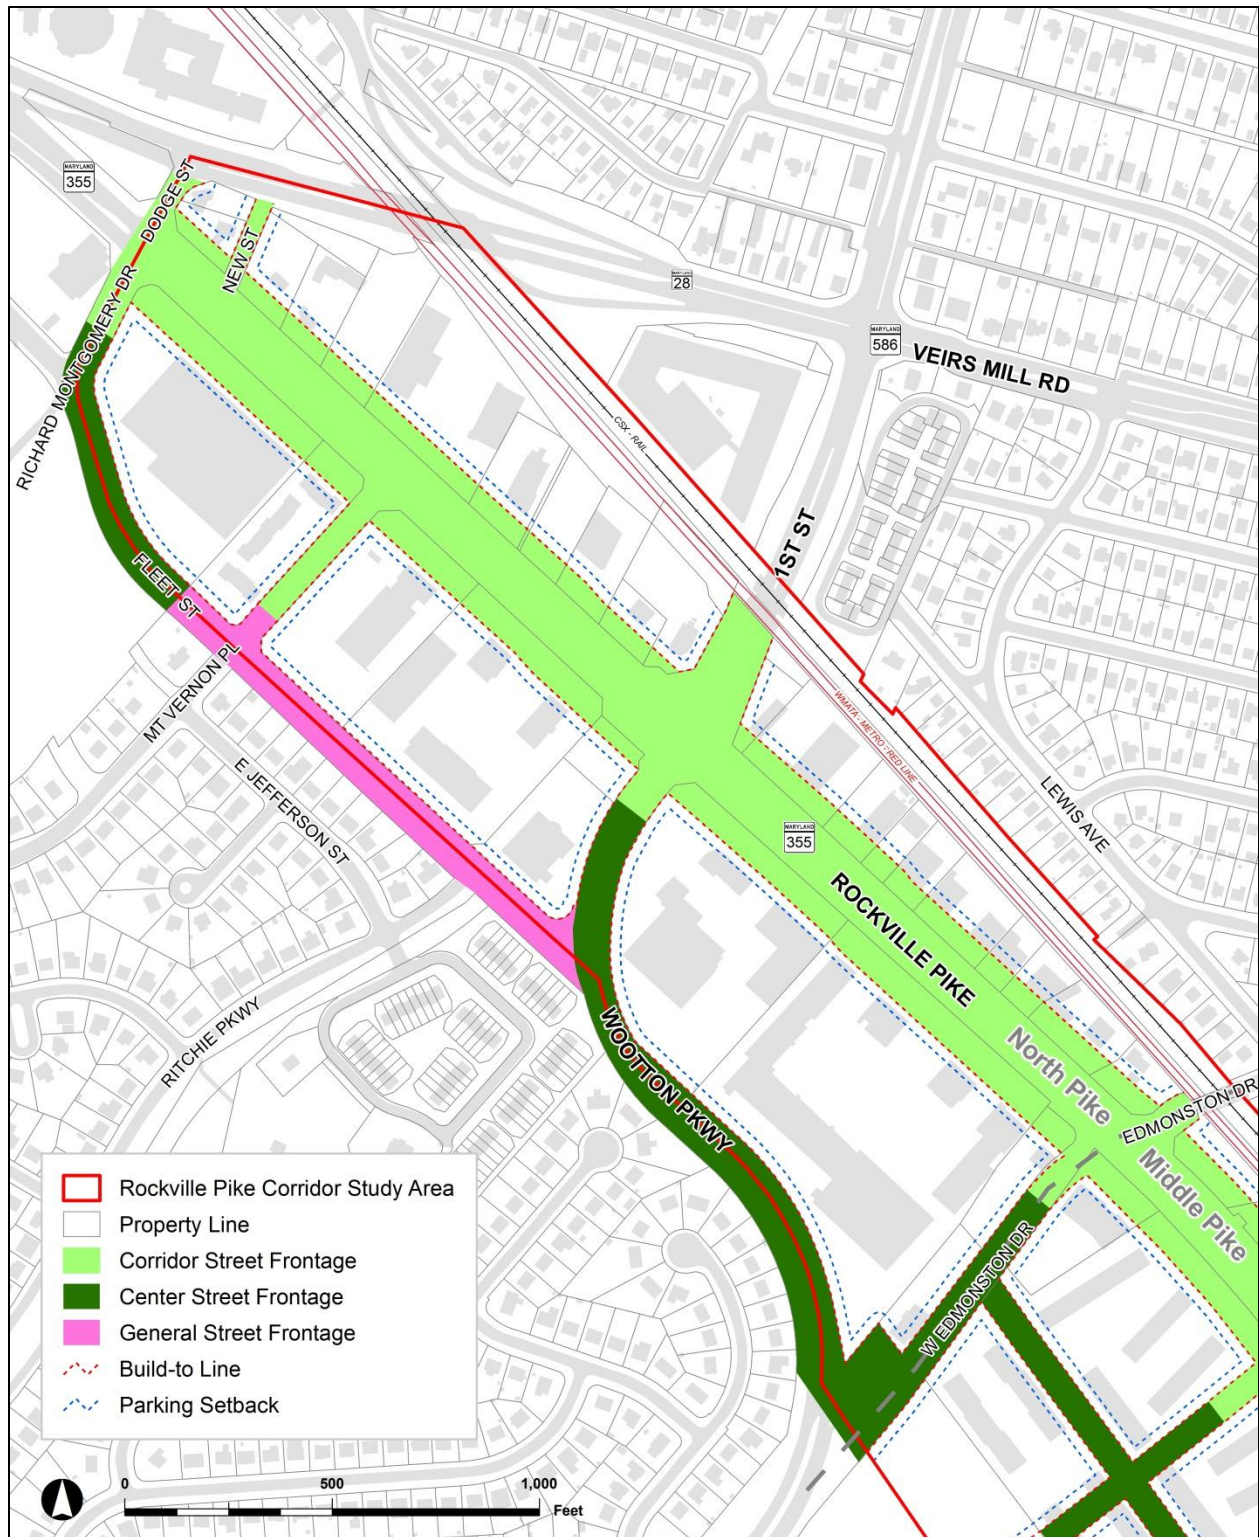 MARYLAND
355
DODGE ST
NEW ST
RICHARD MONTGOMERY DR
MARYLAND
28
MARYLAND
586
VEIRS MILL RD
CSX - RAIL
1ST ST
FLEET ST
MT VERNON PL
E JEFFERSON ST
WMATA - METRO - RED LINE
LEWIS AVE
MARYLAND
355
ROCKVILLE PIKE
RITCHIE PKWY
WOOTTON PKWY
North Pike
EDMONSTON DR
Middle Pike
W EDMONSTON DR
Rockville Pike Corridor Study Area
Property Line
Corridor Street Frontage
Center Street Frontage
General Street Frontage
Build-to Line
Parking Setback
0 500 1,000
Feet